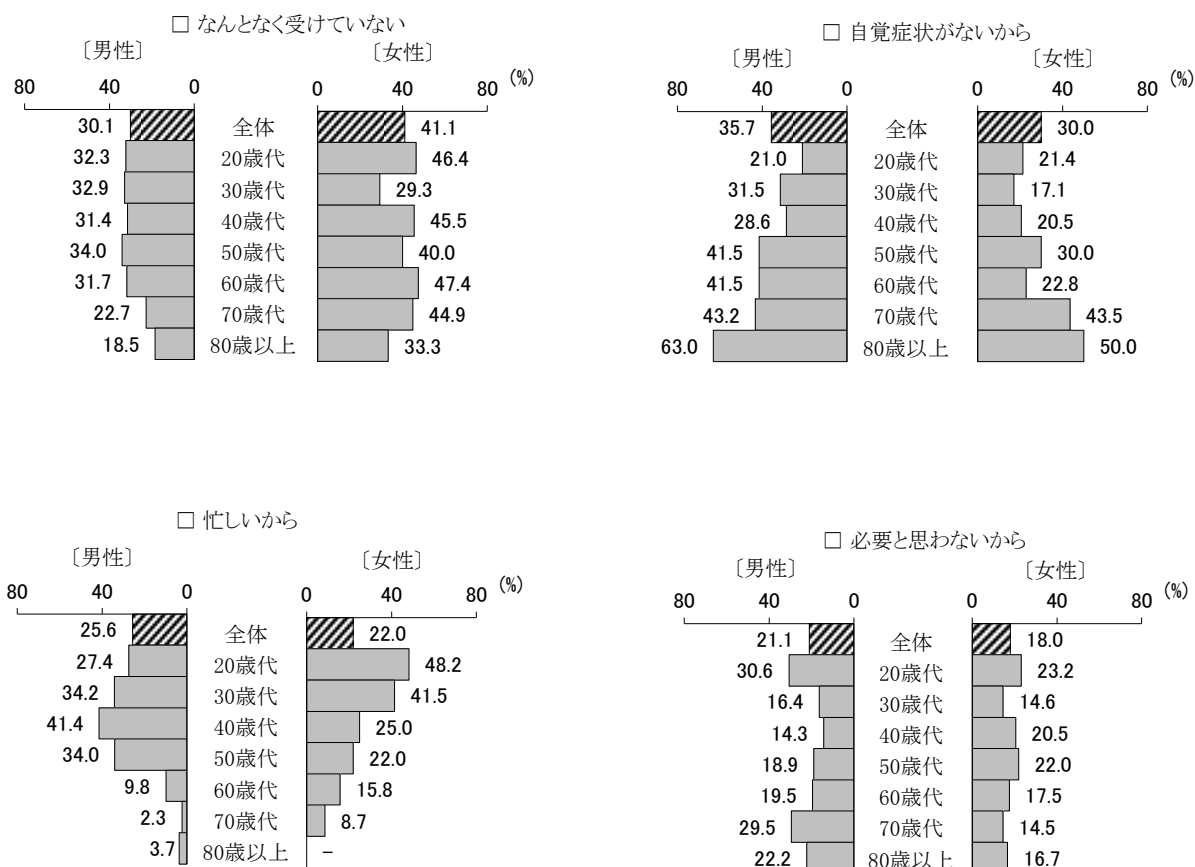 □ なんとなく受けていない
〔男性〕 〔女性〕
80 40 0 0 40 80 (%)
30.1 全体 41.1
32.3 20歳代 46.4
32.9 30歳代 29.3
31.4 40歳代 45.5
34.0 50歳代 40.0
31.7 60歳代 47.4
22.7 70歳代 44.9
18.5 80歳以上 33.3
□ 自覚症状がないから
〔男性〕 〔女性〕
80 40 0 0 40 80 (%)
35.7 全体 30.0
21.0 20歳代 21.4
31.5 30歳代 17.1
28.6 40歳代 20.5
41.5 50歳代 30.0
41.5 60歳代 22.8
43.2 70歳代 43.5
63.0 80歳以上 50.0
□ 忙しいから
〔男性〕 〔女性〕
80 40 0 0 40 80 (%)
25.6 全体 22.0
27.4 20歳代 48.2
34.2 30歳代 41.5
41.4 40歳代 25.0
34.0 50歳代 22.0
9.8 60歳代 15.8
2.3 70歳代 8.7
3.7 80歳以上 -
□ 必要と思わないから
〔男性〕 〔女性〕
80 40 0 0 40 80 (%)
21.1 全体 18.0
30.6 20歳代 23.2
16.4 30歳代 14.6
14.3 40歳代 20.5
18.9 50歳代 22.0
19.5 60歳代 17.5
29.5 70歳代 14.5
22.2 80歳以上 16.7